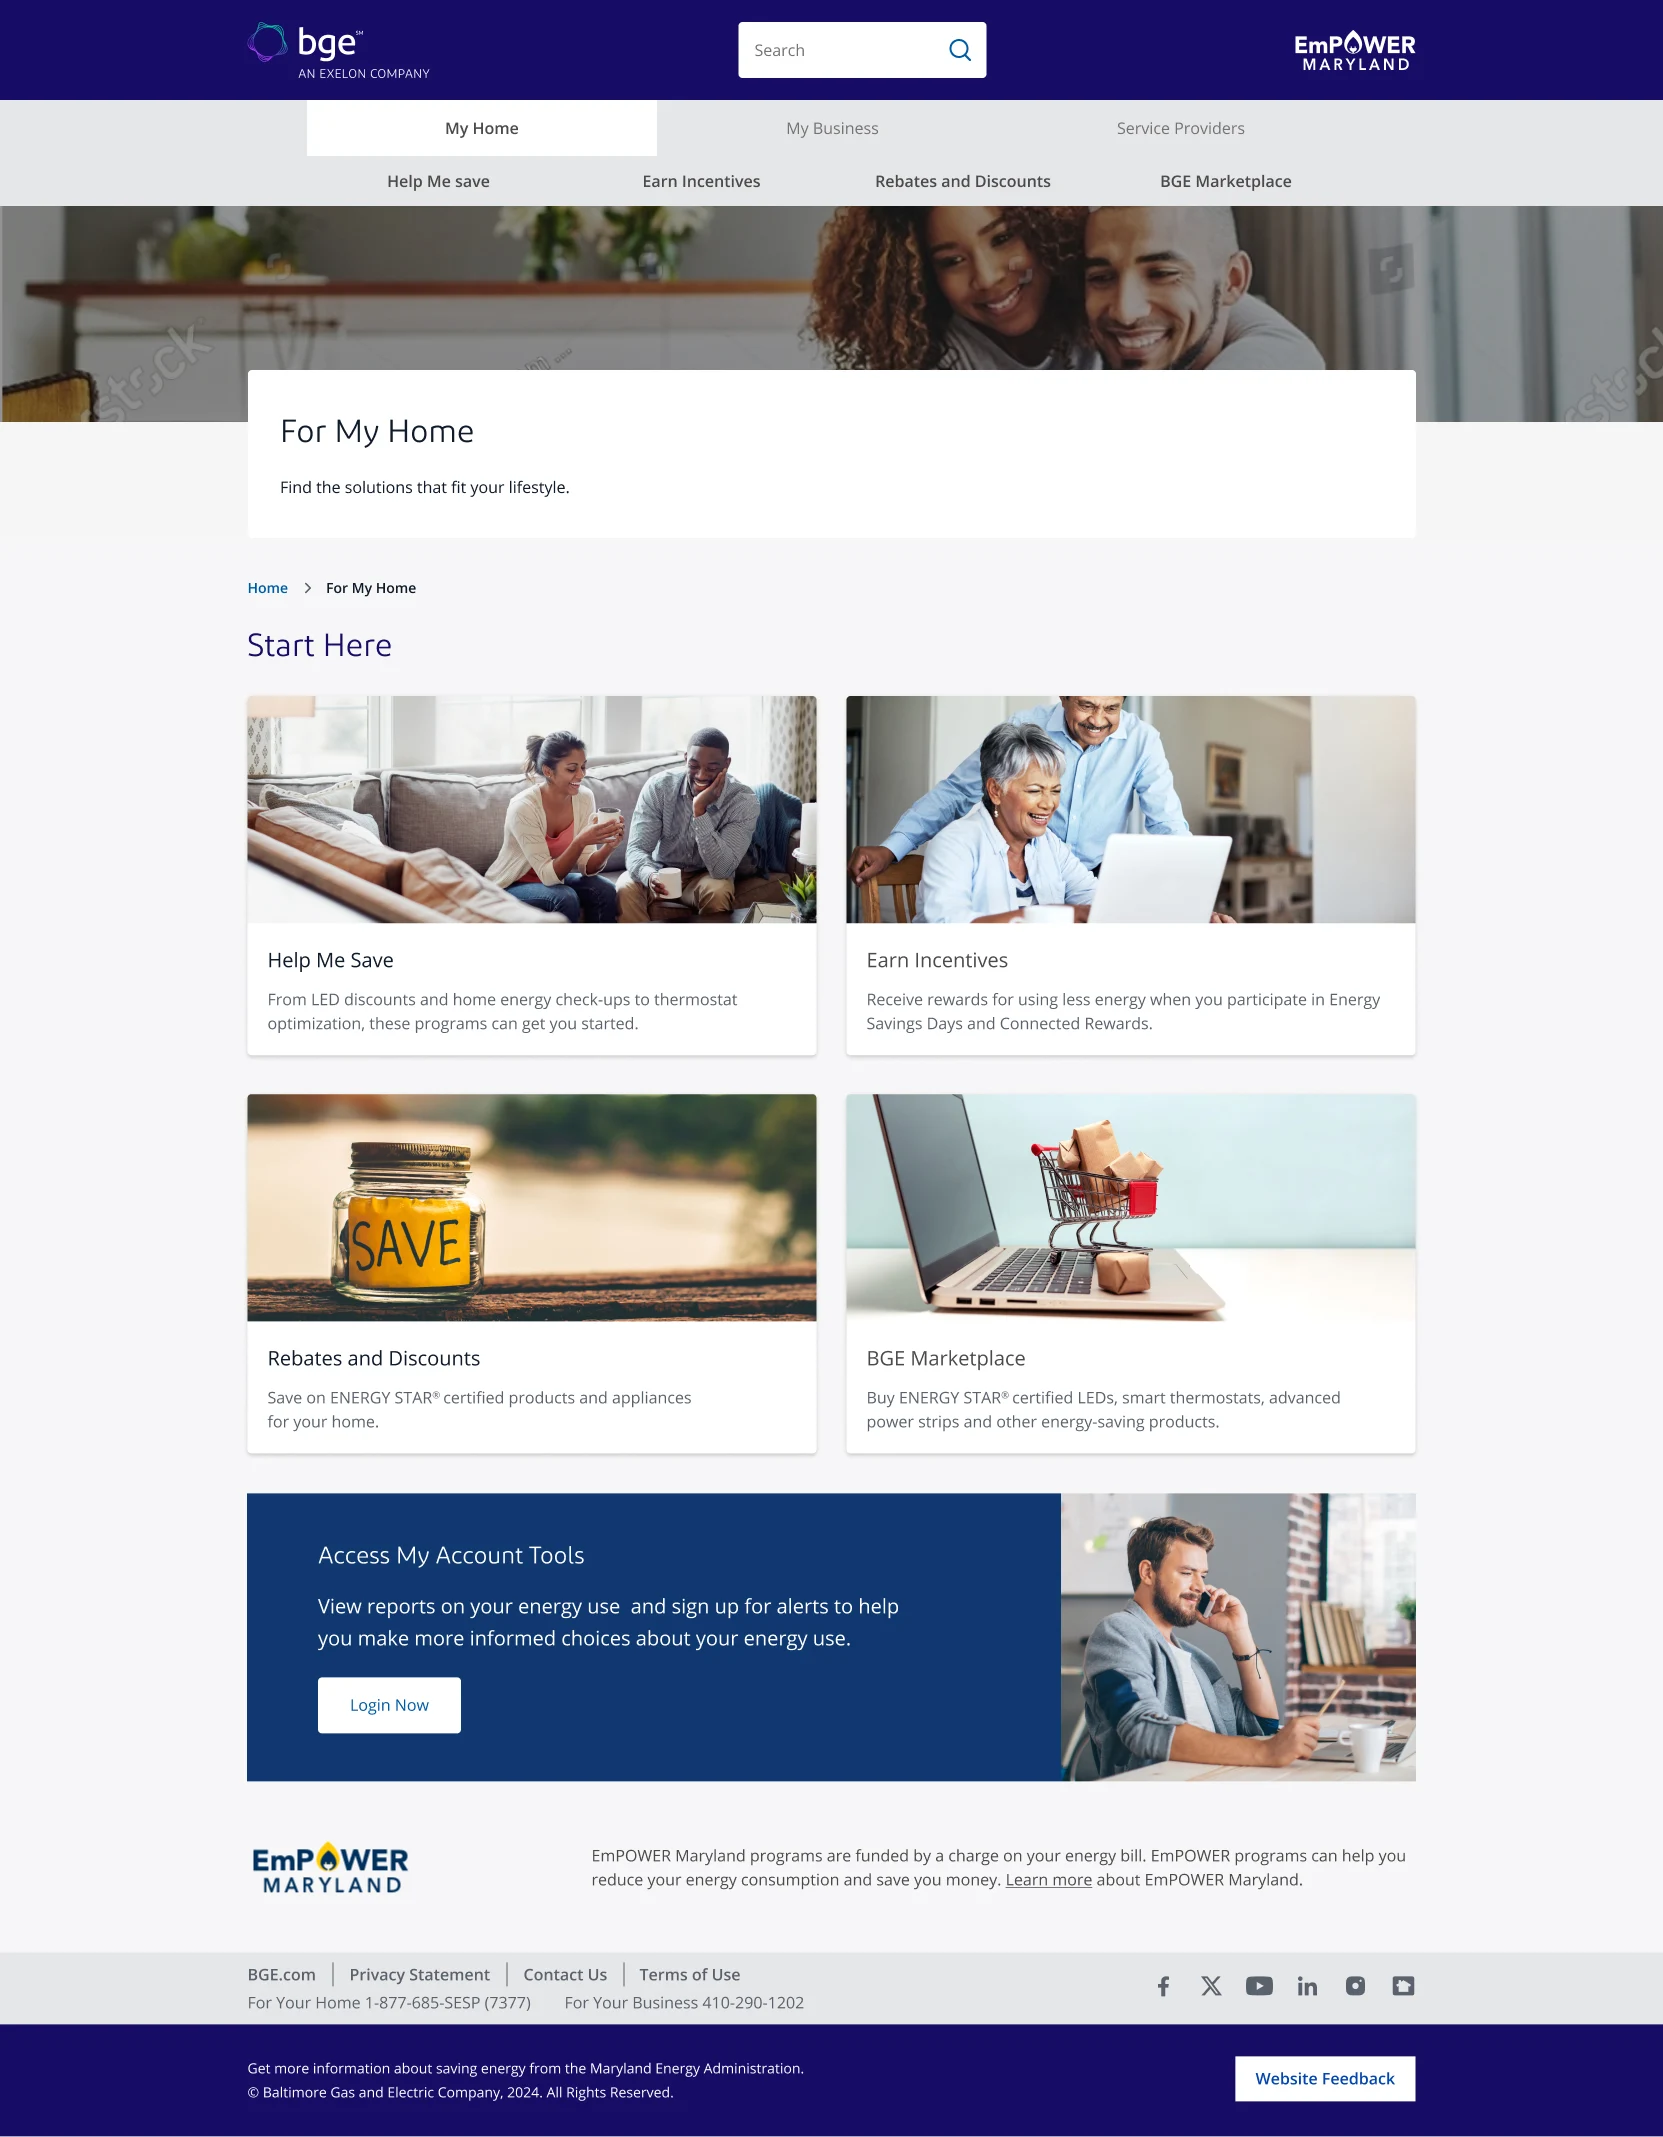 bge℠
AN EXELON COMPANY
Search
EmPOWER
MARYLAND
My Home
My Business
Service Providers
Help Me save
Earn Incentives
Rebates and Discounts
BGE Marketplace
For My Home
Find the solutions that fit your lifestyle.
Home
For My Home
Start Here
Help Me Save
From LED discounts and home energy check-ups to thermostat
optimization, these programs can get you started.
Earn Incentives
Receive rewards for using less energy when you participate in Energy
Savings Days and Connected Rewards.
SAVE
Rebates and Discounts
Save on ENERGY STAR® certified products and appliances
for your home.
BGE Marketplace
Buy ENERGY STAR® certified LEDs, smart thermostats, advanced
power strips and other energy-saving products.
Access My Account Tools
View reports on your energy use  and sign up for alerts to help
you make more informed choices about your energy use.
Login Now
EmPOWER
MARYLAND
EmPOWER Maryland programs are funded by a charge on your energy bill. EmPOWER programs can help you
reduce your energy consumption and save you money. Learn more about EmPOWER Maryland.
BGE.com
Privacy Statement
Contact Us
Terms of Use
For Your Home 1-877-685-SESP (7377)
For Your Business 410-290-1202
Get more information about saving energy from the Maryland Energy Administration.
© Baltimore Gas and Electric Company, 2024. All Rights Reserved.
Website Feedback